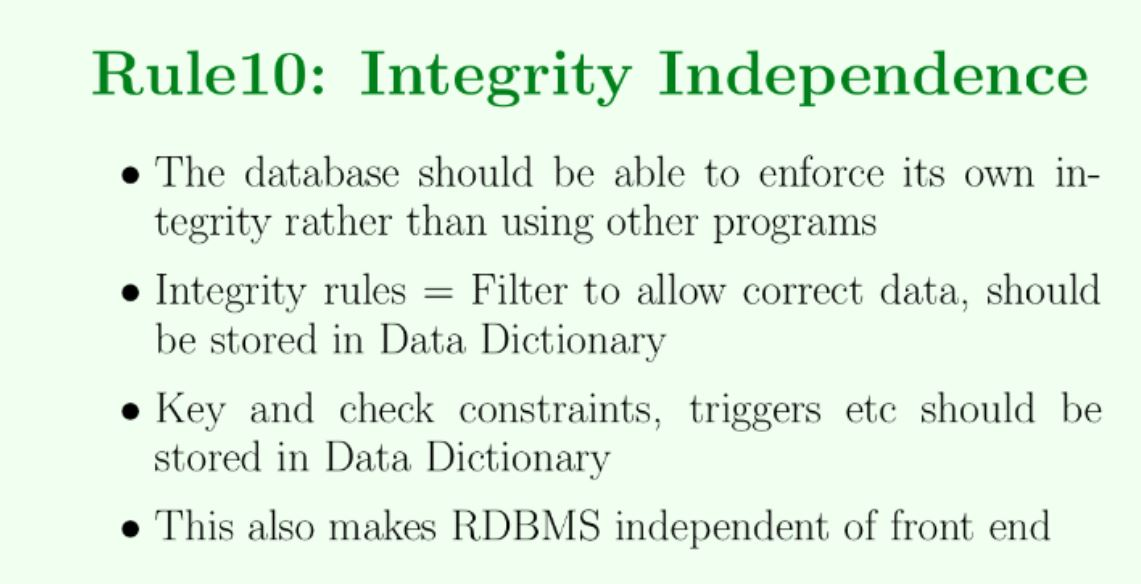 Rule10: Integrity Independence
• The database should be able to enforce its own in-
tegrity rather than using other programs
• Integrity rules = Filter to allow correct data, should
be stored in Data Dictionary
• Key and check constraints, triggers etc should be
stored in Data Dictionary
• This also makes RDBMS independent of front end